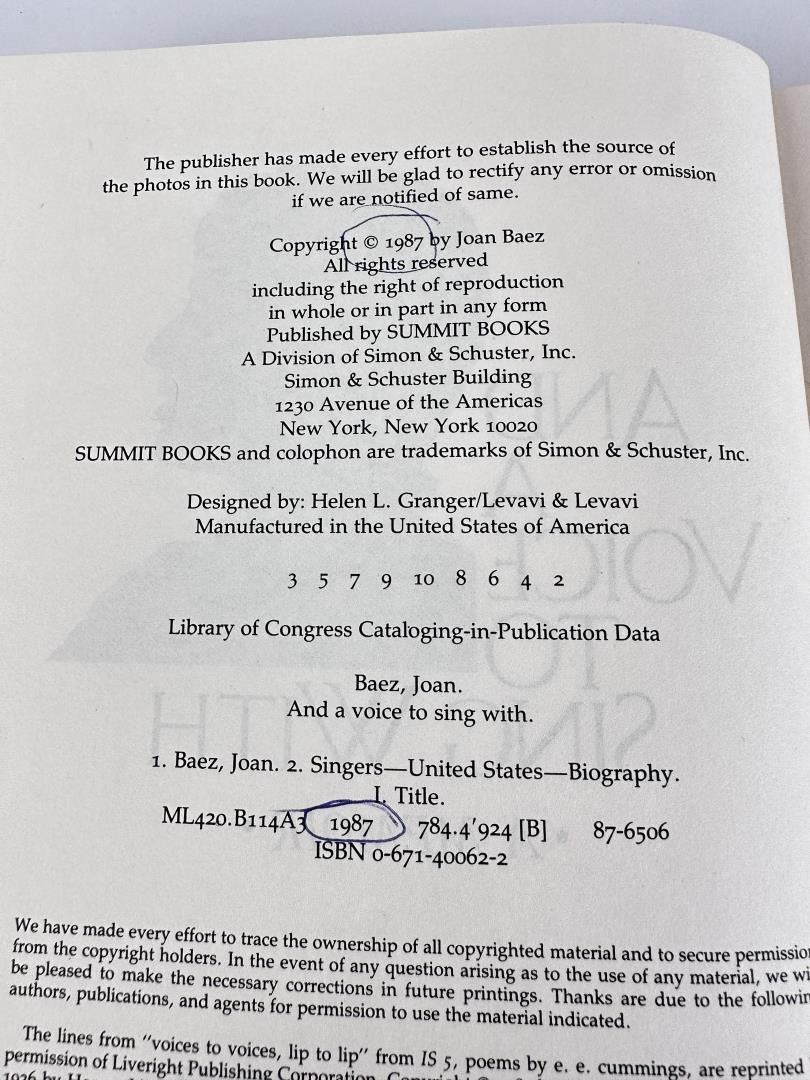 The publisher has made every effort to establish the source of
the photos in this book. We will be glad to rectify any error or omission
if we are notified of same.
Copyright © 1987 by Joan Baez
All rights reserved
including the right of reproduction
in whole or in part in any form
Published by SUMMIT BOOKS
A Division of Simon & Schuster, Inc.
Simon & Schuster Building
1230 Avenue of the Americas
New York, New York 10020
SUMMIT BOOKS and colophon are trademarks of Simon & Schuster, Inc.
Designed by: Helen L. Granger/Levavi & Levavi
Manufactured in the United States of America
3 5 7 9 10 8 6 4 2
Library of Congress Cataloging-in-Publication Data
Baez, Joan.
And a voice to sing with.
1. Baez, Joan. 2. Singers—United States—Biography.
I. Title.
ML420.B114A3 1987 784.4'924 [B] 87-6506
ISBN 0-671-40062-2
We have made every effort to trace the ownership of all copyrighted material and to secure permissio
from the copyright holders. In the event of any question arising as to the use of any material, we wi
be pleased to make the necessary corrections in future printings. Thanks are due to the followin
authors, publications, and agents for permission to use the material indicated.
The lines from "voices to voices, lip to lip" from IS 5, poems by e. e. cummings, are reprinted
permission of Liveright Publishing Corporation.